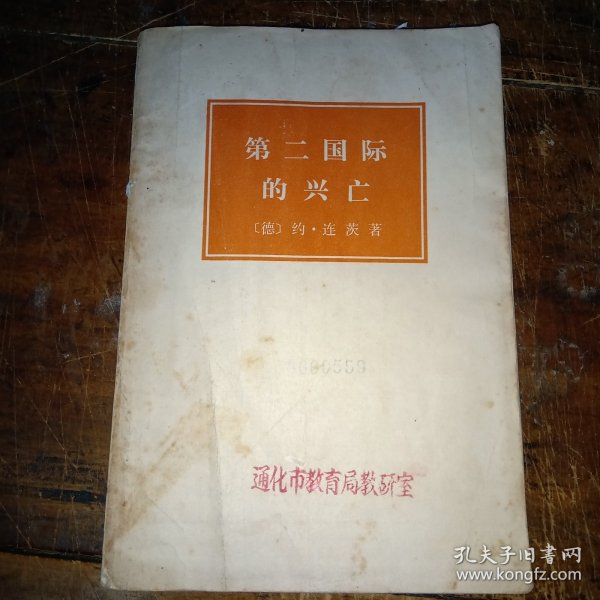 第二国际
的兴亡
〔德〕约·连茨著
通化市教育局教研室
孔夫子旧书网
www.kongfz.com